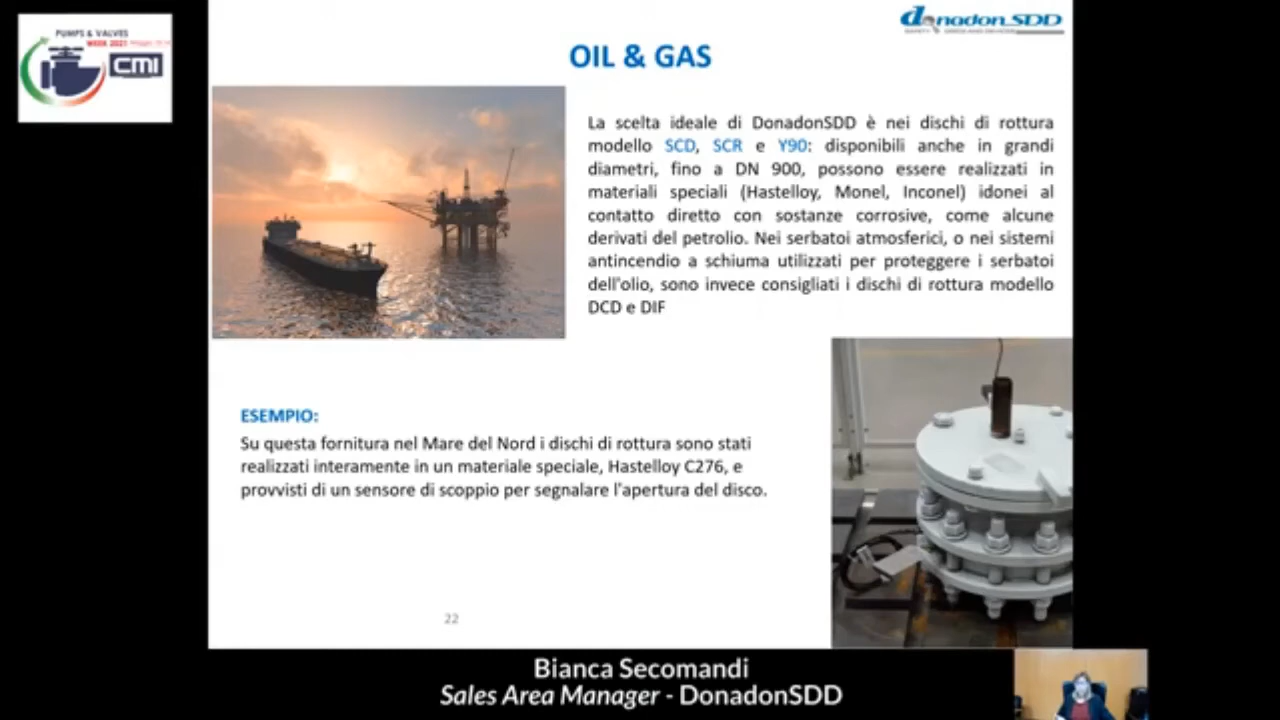 PUMPS & VALVES
WEEK 2021
CMI
donadon SDD
OIL & GAS
La scelta ideale di DonadonSDD è nei dischi di rottura
modello SCD, SCR e Y90: disponibili anche in grandi
diametri, fino a DN 900, possono essere realizzati in
materiali speciali (Hastelloy, Monel, Inconel) idonei al
contatto diretto con sostanze corrosive, come alcune
derivati del petrolio. Nei serbatoi atmosferici, o nei sistemi
antincendio a schiuma utilizzati per proteggere i serbatoi
dell'olio, sono invece consigliati i dischi di rottura modello
DCD e DIF
ESEMPIO:
Su questa fornitura nel Mare del Nord i dischi di rottura sono stati
realizzati interamente in un materiale speciale, Hastelloy C276, e
provvisti di un sensore di scoppio per segnalare l'apertura del disco.
22
Bianca Secomandi
Sales Area Manager - DonadonSDD